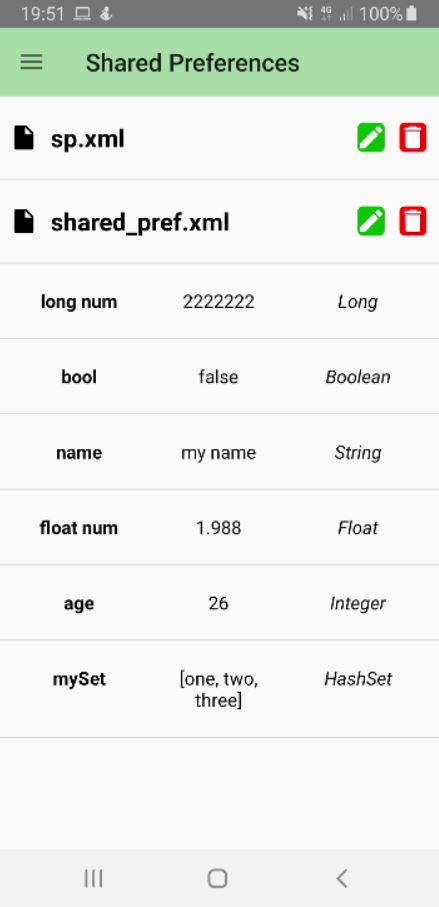 19:51 4G 100%
Shared Preferences
sp.xml
shared_pref.xml
long num 2222222 Long
bool false Boolean
name my name String
float num 1.988 Float
age 26 Integer
mySet [one, two, HashSet
three]